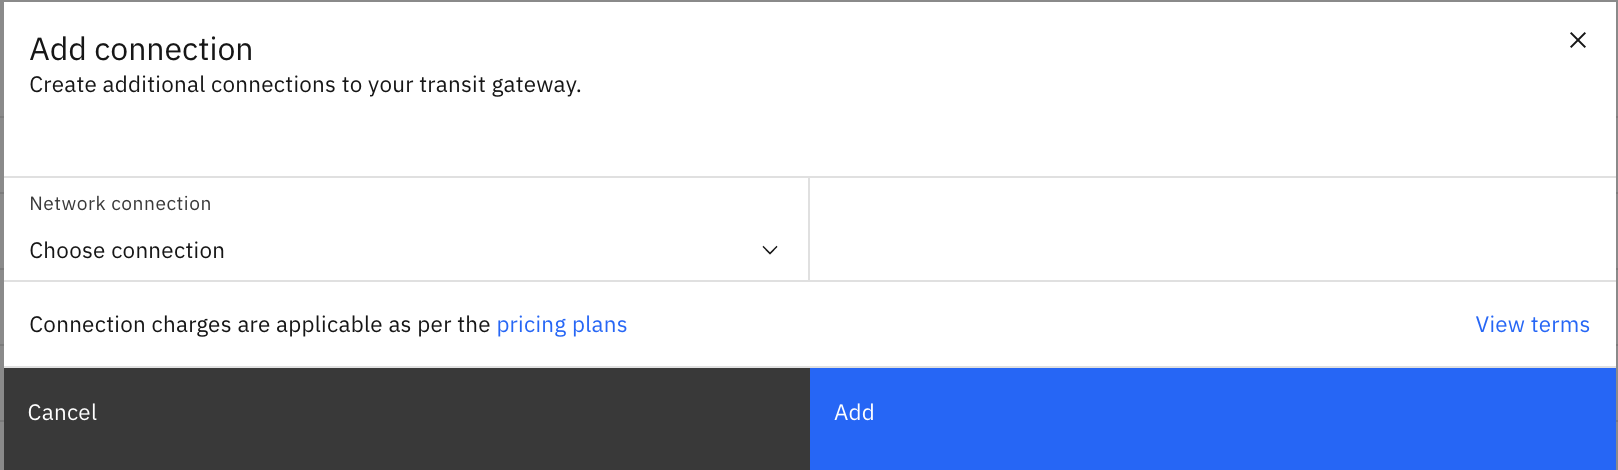 Add connection
Create additional connections to your transit gateway.
Network connection
Choose connection
Connection charges are applicable as per the pricing plans
View terms
Cancel
Add